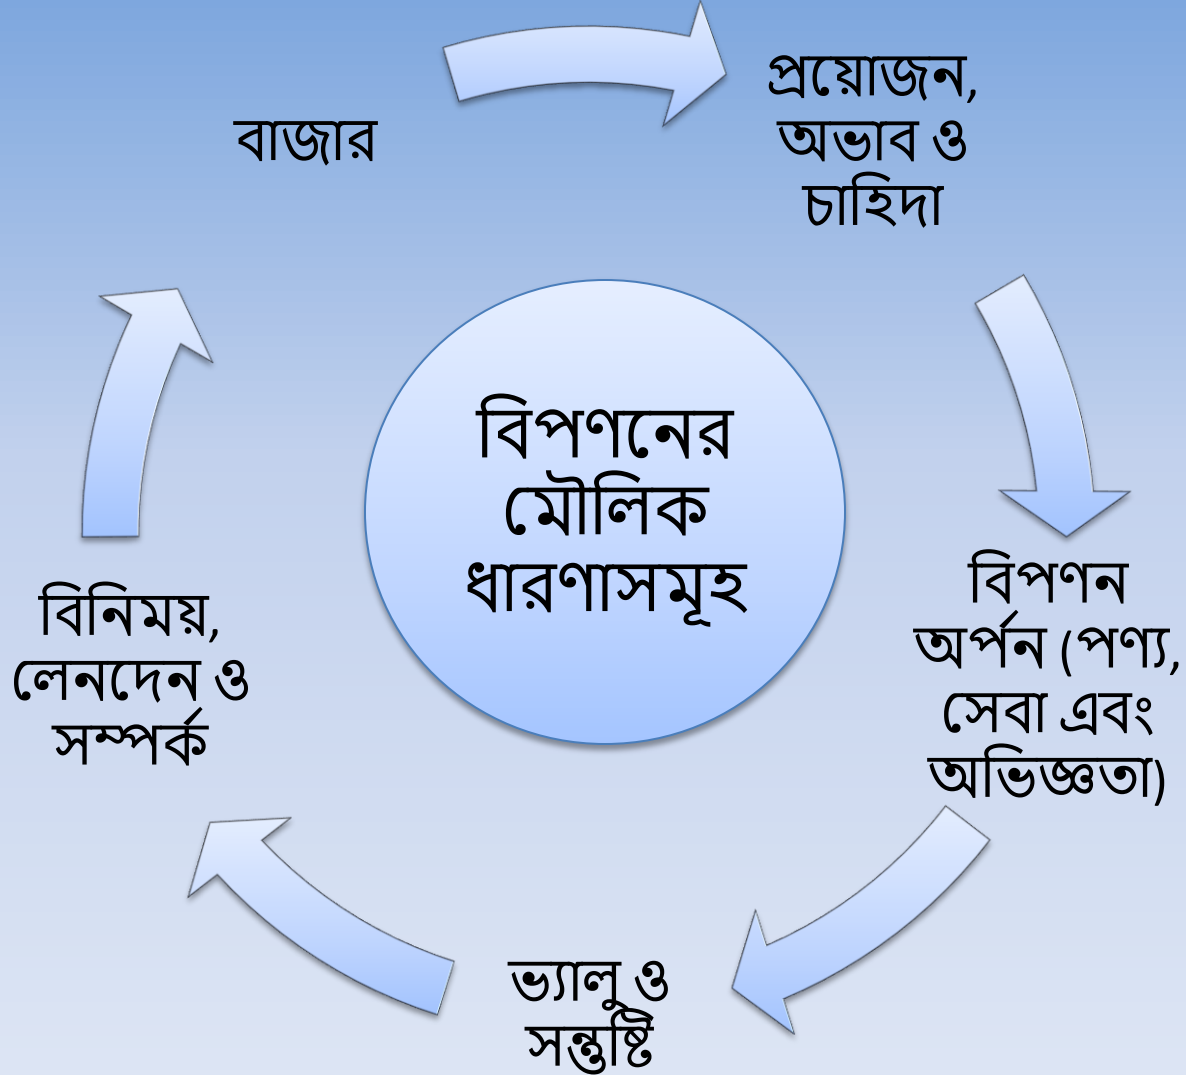 প্রয়োজন,
অভাব ও
চাহিদা
বাজার
বিপণনের
মৌলিক
ধারণাসমূহ
বিপণন
অর্পন (পণ্য,
সেবা এবং
অভিজ্ঞতা)
বিনিময়,
লেনদেন ও
সম্পর্ক
ভ্যালু ও
সন্তুষ্টি